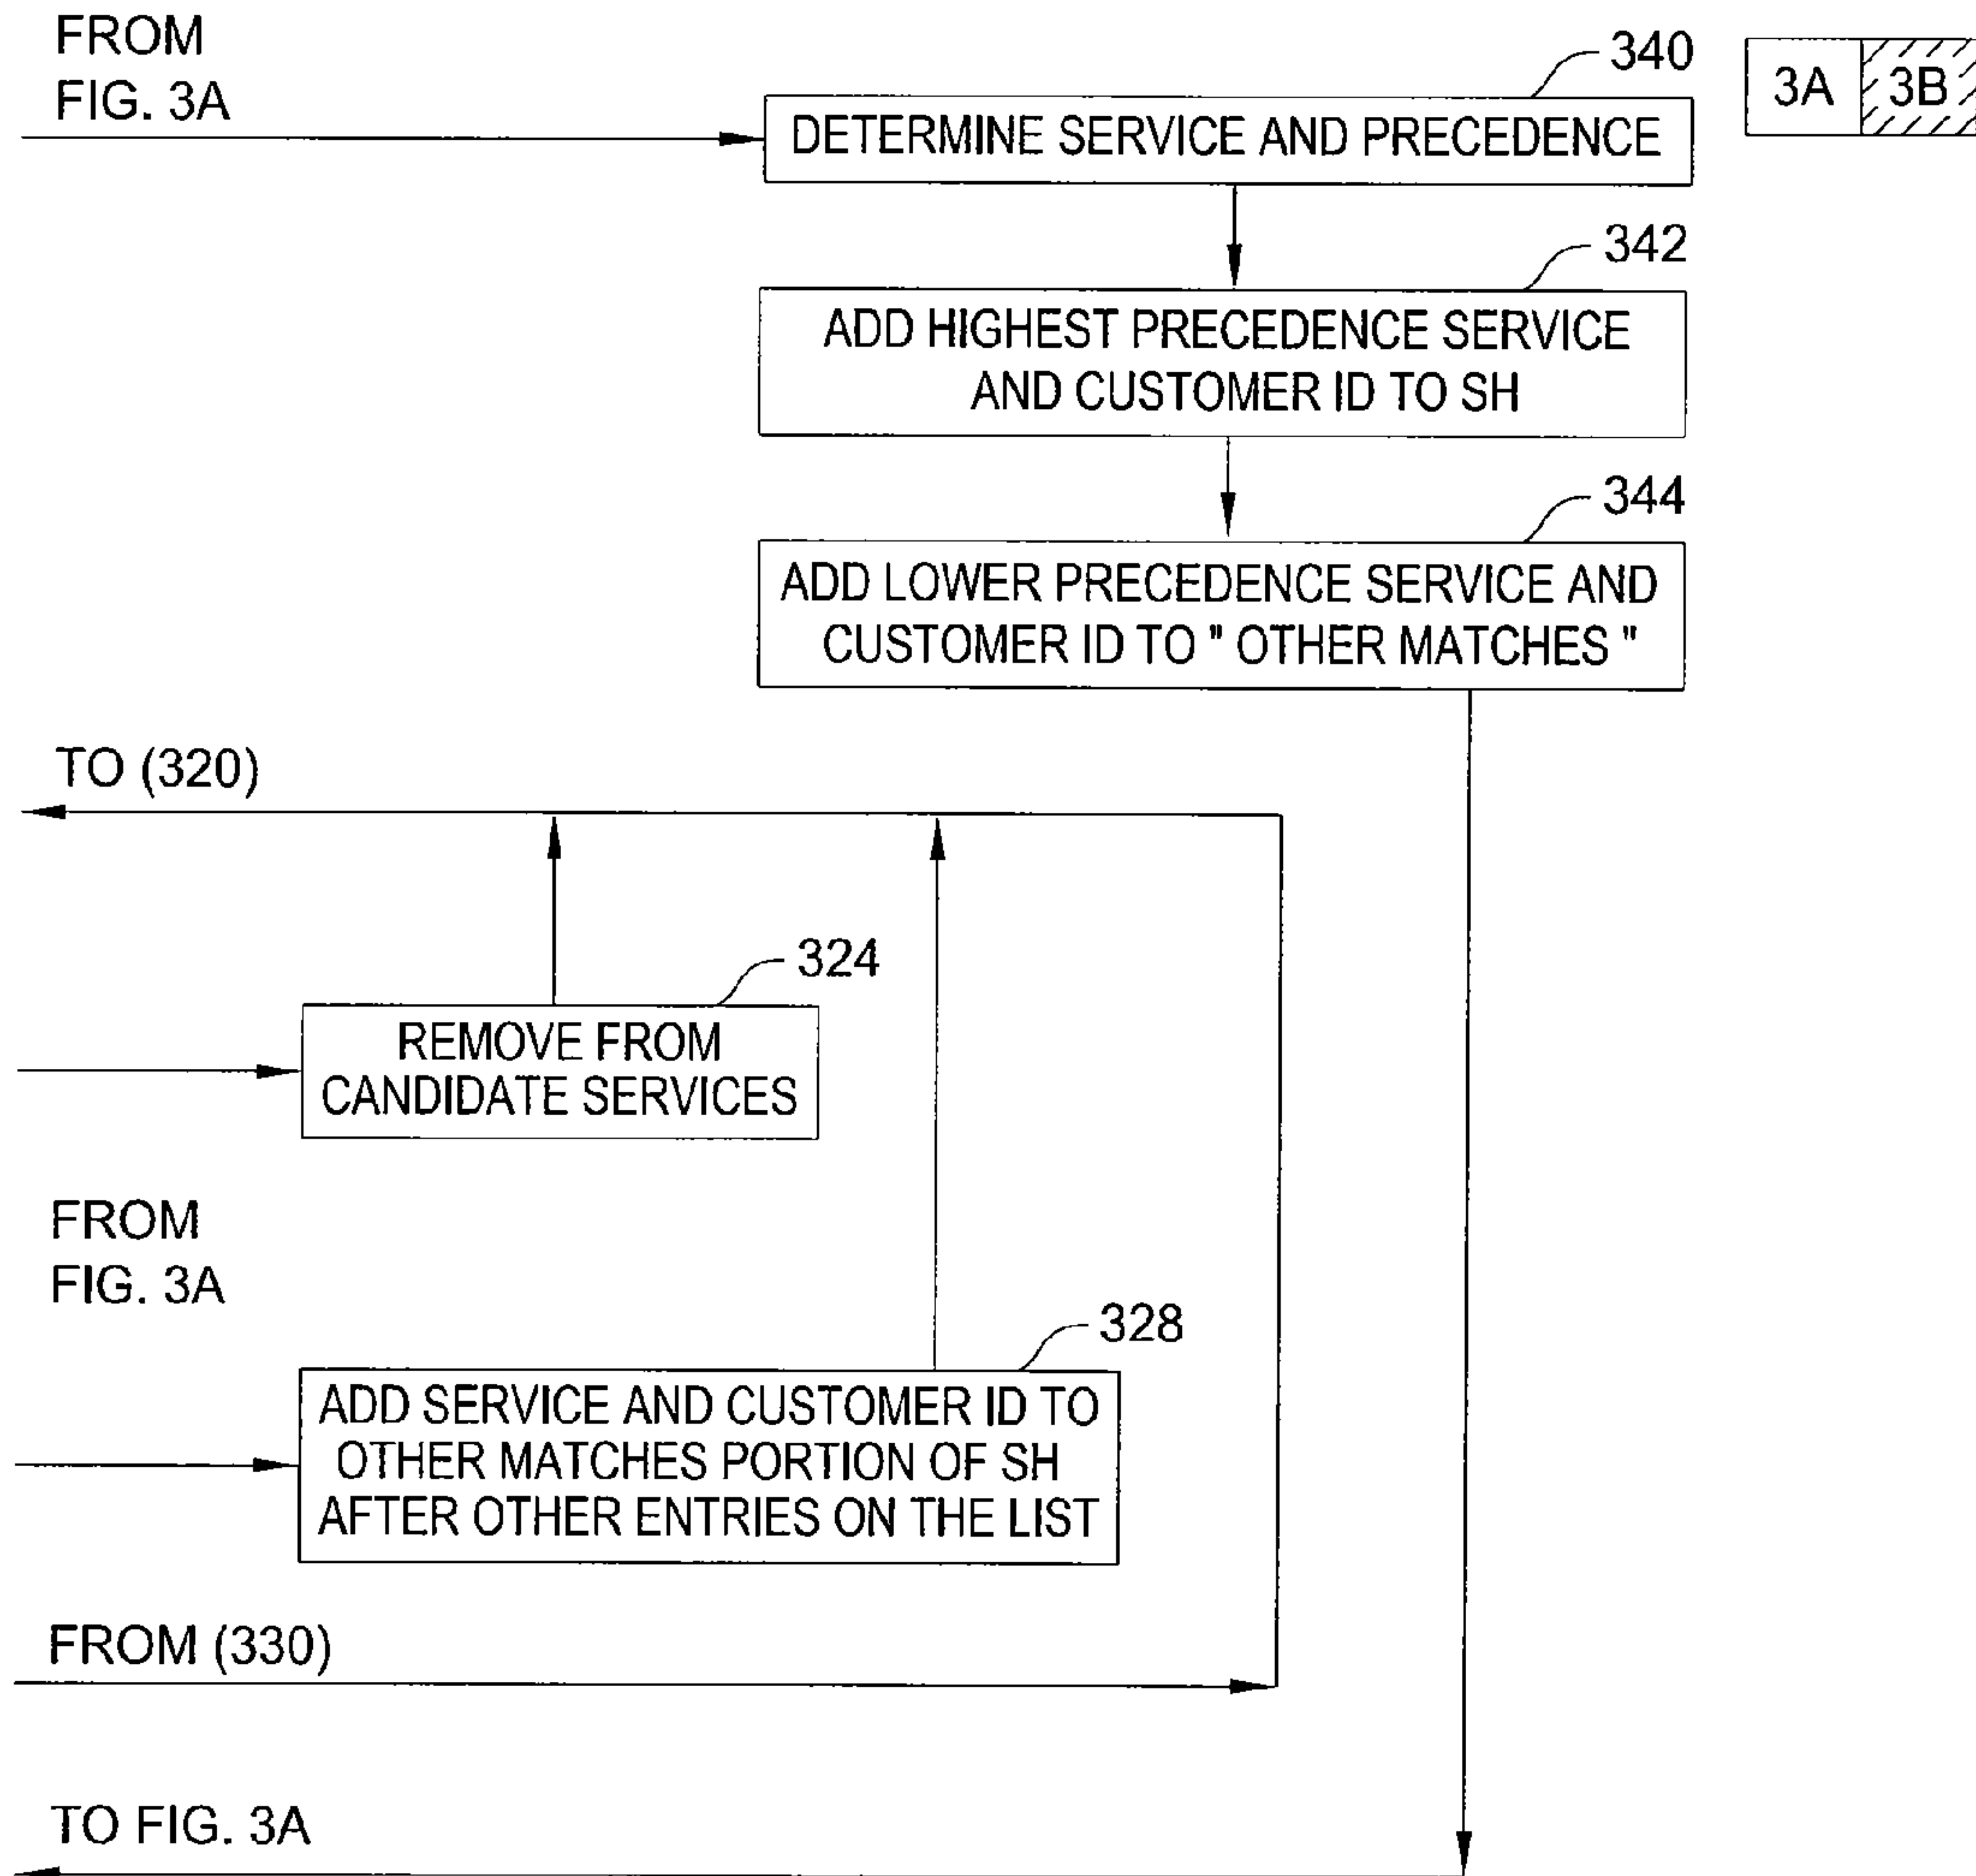 FROM
FIG. 3A
340
3A 3B
DETERMINE SERVICE AND PRECEDENCE
342
ADD HIGHEST PRECEDENCE SERVICE
AND CUSTOMER ID TO SH
344
ADD LOWER PRECEDENCE SERVICE AND
CUSTOMER ID TO " OTHER MATCHES "
TO (320)
324
REMOVE FROM
CANDIDATE SERVICES
FROM
FIG. 3A
328
ADD SERVICE AND CUSTOMER ID TO
OTHER MATCHES PORTION OF SH
AFTER OTHER ENTRIES ON THE LIST
FROM (330)
TO FIG. 3A